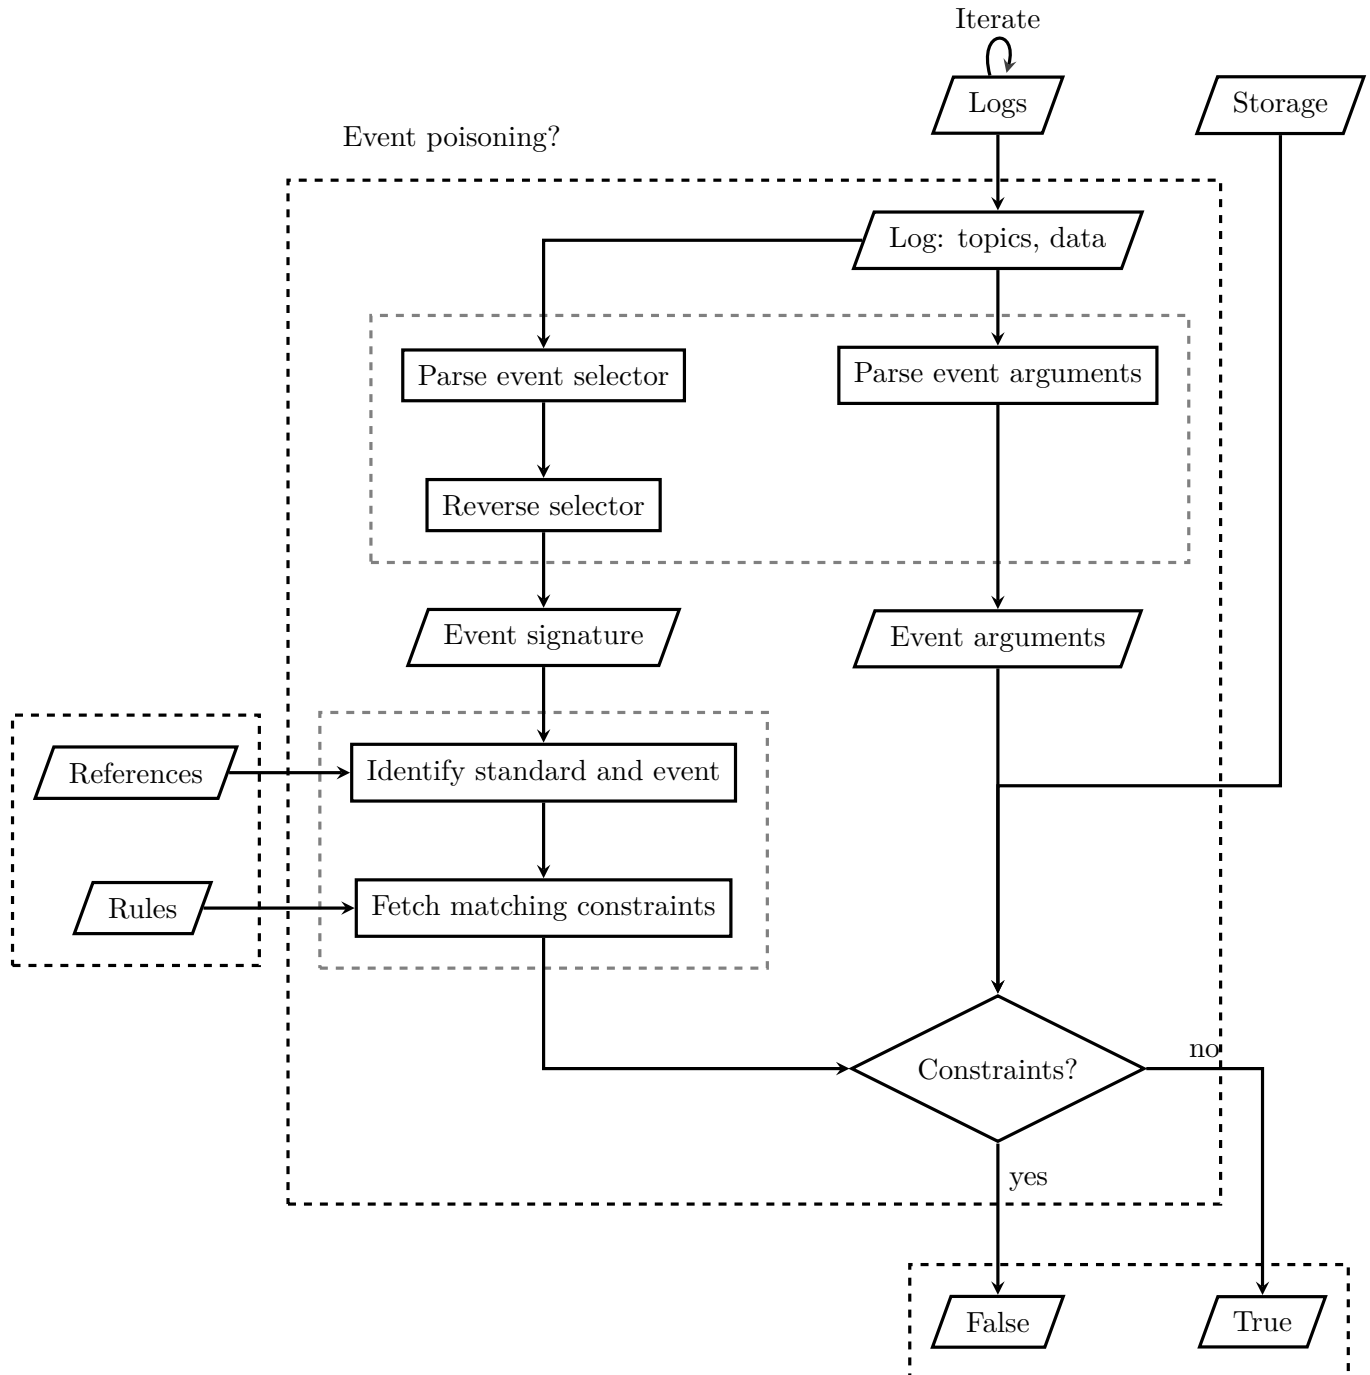 Iterate
Logs
Storage
Event poisoning?
Log: topics, data
Parse event selector
Parse event arguments
Reverse selector
Event signature
Event arguments
References
Identify standard and event
Rules
Fetch matching constraints
Constraints?
no
yes
False
True